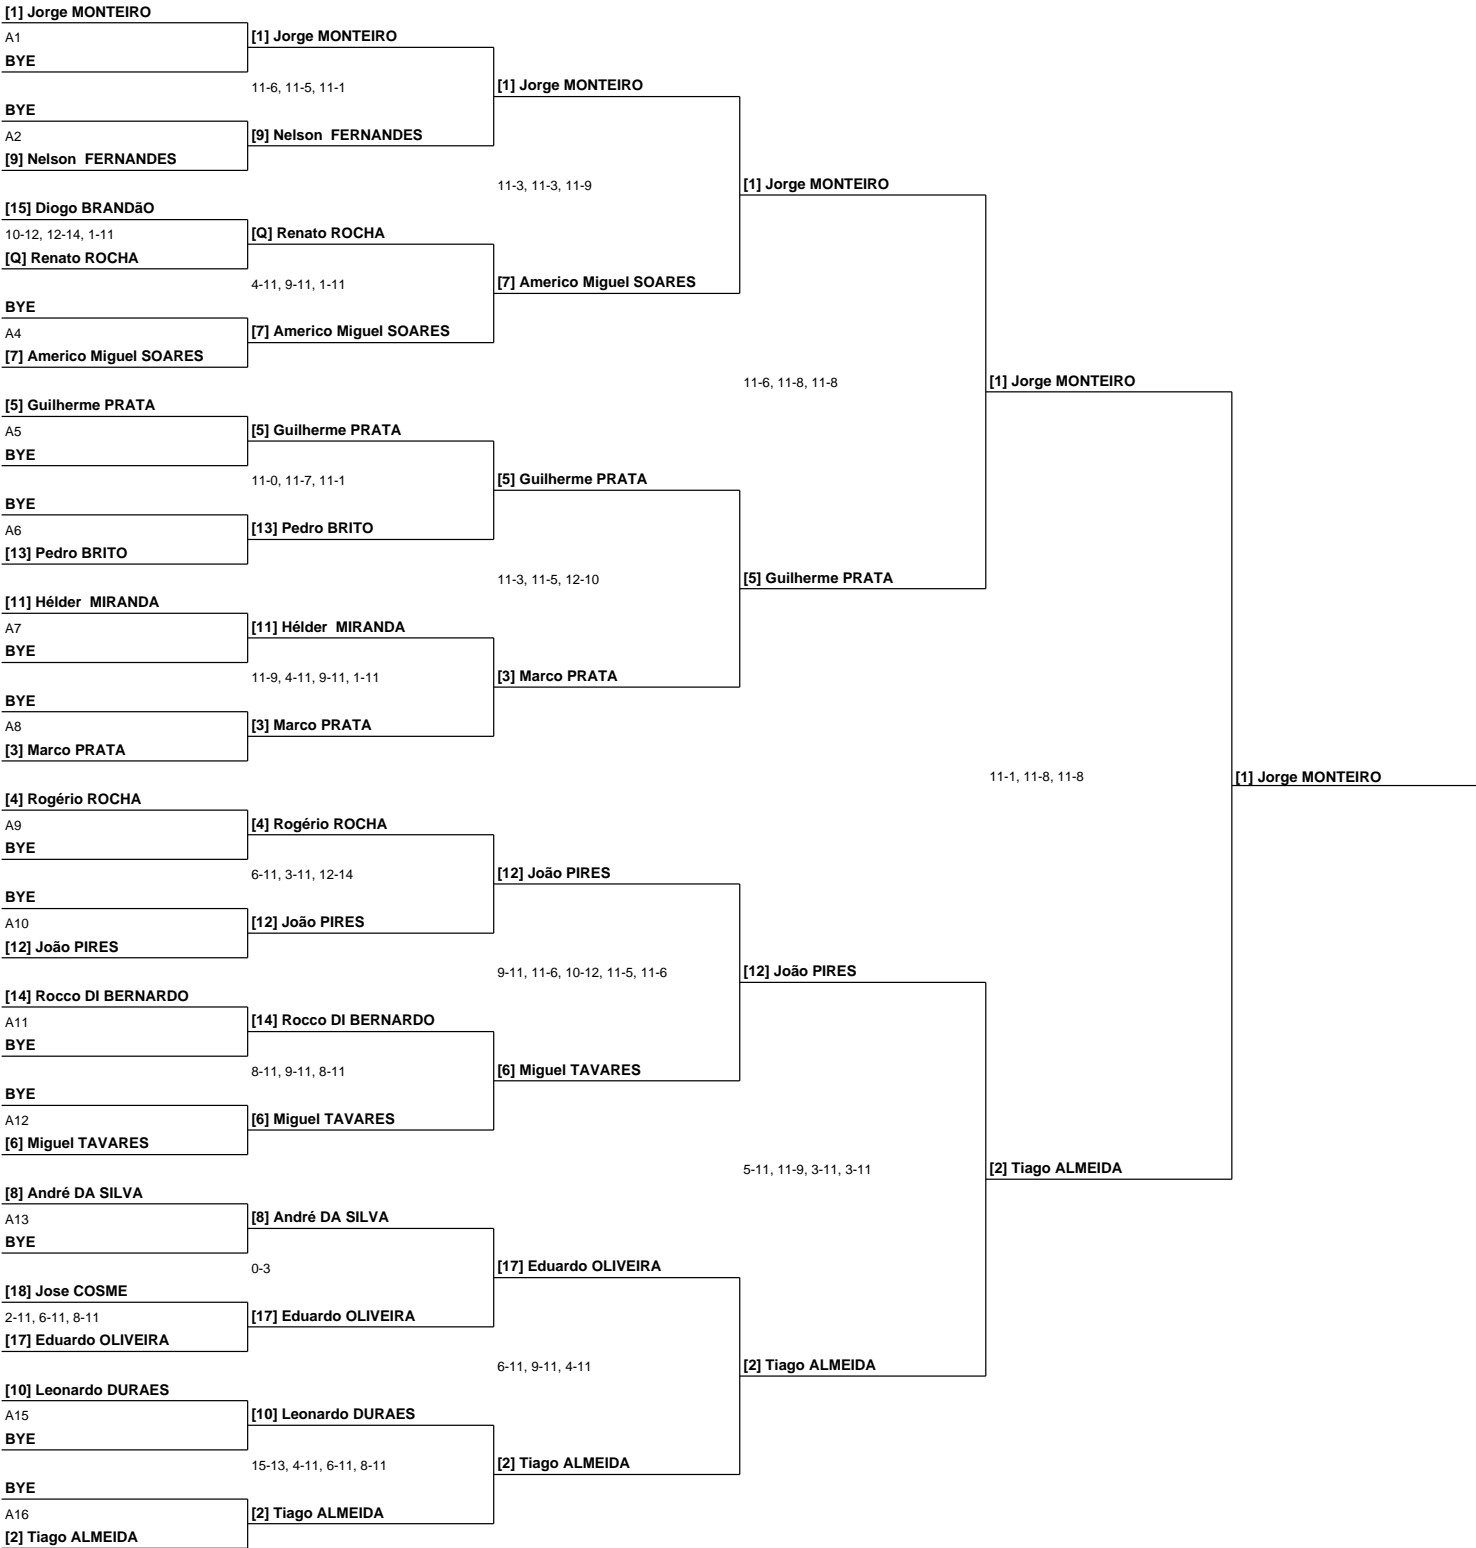 [1] Jorge MONTEIRO
A1
[1] Jorge MONTEIRO
BYE
11-6, 11-5, 11-1
[1] Jorge MONTEIRO
BYE
A2
[9] Nelson  FERNANDES
[9] Nelson  FERNANDES
11-3, 11-3, 11-9
[1] Jorge MONTEIRO
[15] Diogo BRANDãO
10-12, 12-14, 1-11
[Q] Renato ROCHA
[Q] Renato ROCHA
4-11, 9-11, 1-11
[7] Americo Miguel SOARES
BYE
A4
[7] Americo Miguel SOARES
[7] Americo Miguel SOARES
11-6, 11-8, 11-8
[1] Jorge MONTEIRO
[5] Guilherme PRATA
A5
[5] Guilherme PRATA
BYE
11-0, 11-7, 11-1
[5] Guilherme PRATA
BYE
A6
[13] Pedro BRITO
[13] Pedro BRITO
11-3, 11-5, 12-10
[5] Guilherme PRATA
[11] Hélder  MIRANDA
A7
[11] Hélder  MIRANDA
BYE
11-9, 4-11, 9-11, 1-11
[3] Marco PRATA
BYE
A8
[3] Marco PRATA
[3] Marco PRATA
11-1, 11-8, 11-8
[1] Jorge MONTEIRO
[4] Rogério ROCHA
A9
[4] Rogério ROCHA
BYE
6-11, 3-11, 12-14
[12] João PIRES
BYE
A10
[12] João PIRES
[12] João PIRES
9-11, 11-6, 10-12, 11-5, 11-6
[12] João PIRES
[14] Rocco DI BERNARDO
A11
[14] Rocco DI BERNARDO
BYE
8-11, 9-11, 8-11
[6] Miguel TAVARES
BYE
A12
[6] Miguel TAVARES
[6] Miguel TAVARES
5-11, 11-9, 3-11, 3-11
[2] Tiago ALMEIDA
[8] André DA SILVA
A13
[8] André DA SILVA
BYE
0-3
[17] Eduardo OLIVEIRA
[18] Jose COSME
2-11, 6-11, 8-11
[17] Eduardo OLIVEIRA
[17] Eduardo OLIVEIRA
6-11, 9-11, 4-11
[2] Tiago ALMEIDA
[10] Leonardo DURAES
A15
[10] Leonardo DURAES
BYE
15-13, 4-11, 6-11, 8-11
[2] Tiago ALMEIDA
BYE
A16
[2] Tiago ALMEIDA
[2] Tiago ALMEIDA